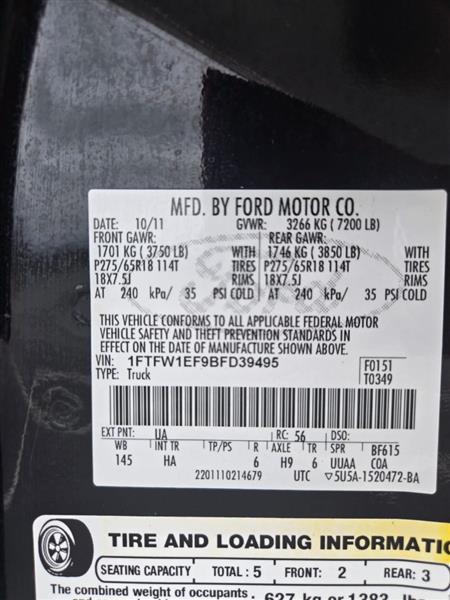 MFD. BY FORD MOTOR CO.
DATE: 10/11 GVWR: 3266 KG (7200 LB)
FRONT GAWR: REAR GAWR:
1701 KG (3750 LB) WITH 1746 KG (3850 LB) WITH
P275/65R18 114T TIRES P275/65R18 114T TIRES
18X7.5J RIMS 18X7.5J RIMS
AT 240 kPa/ 35 PSI COLD AT 240 kPa/ 35 PSI COLD
THIS VEHICLE CONFORMS TO ALL APPLICABLE FEDERAL MOTOR
VEHICLE SAFETY AND THEFT PREVENTION STANDARDS IN
EFFECT ON THE DATE OF MANUFACTURE SHOWN ABOVE.
VIN: 1FTFW1EF9BFD39495 F0151
TYPE: Truck T0349
EXT PNT: UA RC: 56 DSO:
WB INT TR TP/PS R AXLE TR SPR BF615
145 HA 6 H9 6 UUAA COA
2201110214679 UTC ▽5U5A-1520472-BA
TIRE AND LOADING INFORMATIO
SEATING CAPACITY TOTAL : 5 FRONT: 2 REAR: 3
The combined weight of occupants